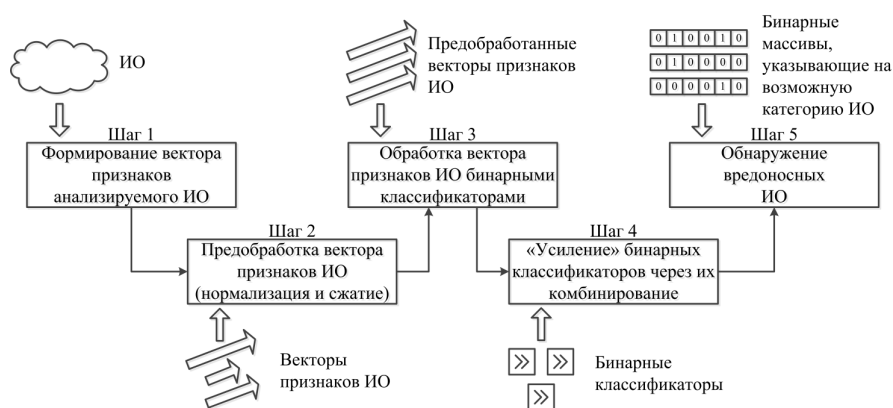 ИО
Предобработанные
векторы признаков
ИО
0 1 0 0 1 0
0 1 0 0 0 0
0 0 0 0 1 0
Бинарные
массивы,
указывающие на
возможную
категорию ИО
Шаг 1
Формирование вектора
признаков
анализируемого ИО
Шаг 3
Обработка вектора
признаков ИО бинарными
классификаторами
Шаг 5
Обнаружение
вредоносных
ИО
Шаг 2
Предобработка вектора
признаков ИО
(нормализация и сжатие)
Шаг 4
«Усиление» бинарных
классификаторов через их
комбинирование
Векторы
признаков ИО
Бинарные
классификаторы